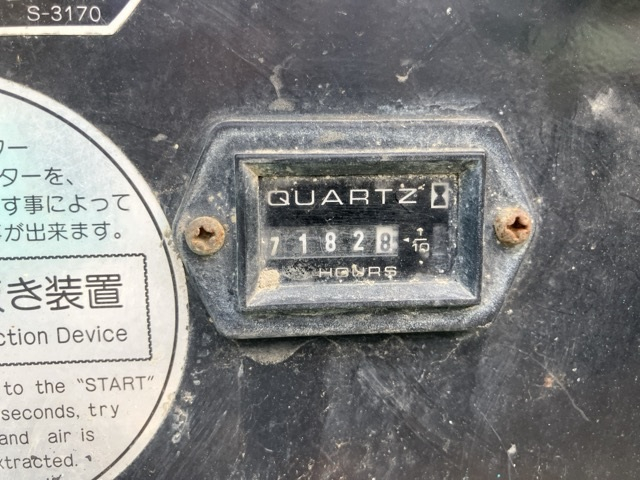 S-3170
ター
ターを、
す事によって
が出来ます。
き装置
ction Device
to the "START"
seconds, try
and air is
xtracted.
QUARTZ
71828 1/10
HOURS